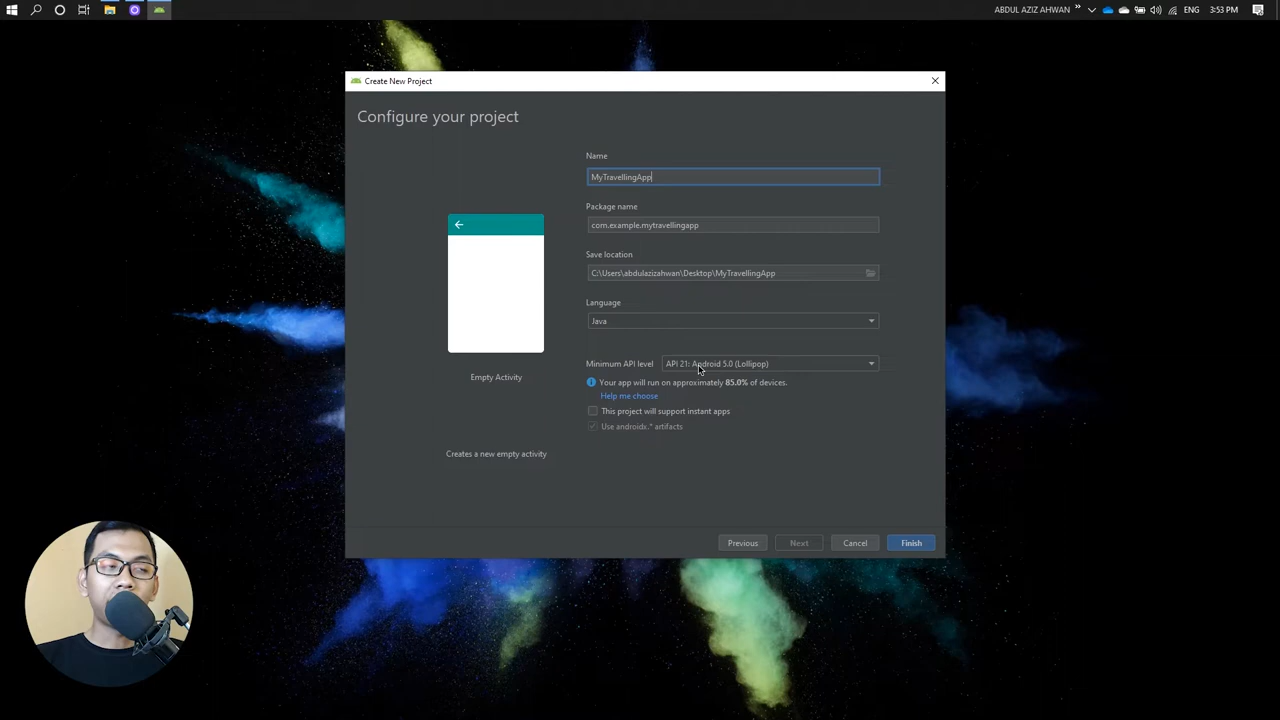 ABDUL AZIZ AHWAN
ENG
3:53 PM
Create New Project
Configure your project
Name
MyTravellingApp
Package name
com.example.mytravellingapp
Save location
C:\Users\abdulazizahwan\Desktop\MyTravellingApp
Language
Java
Minimum API level
API 21: Android 5.0 (Lollipop)
Your app will run on approximately 85.0% of devices.
Help me choose
This project will support instant apps
Use androidx.* artifacts
Empty Activity
Creates a new empty activity
Previous
Next
Cancel
Finish